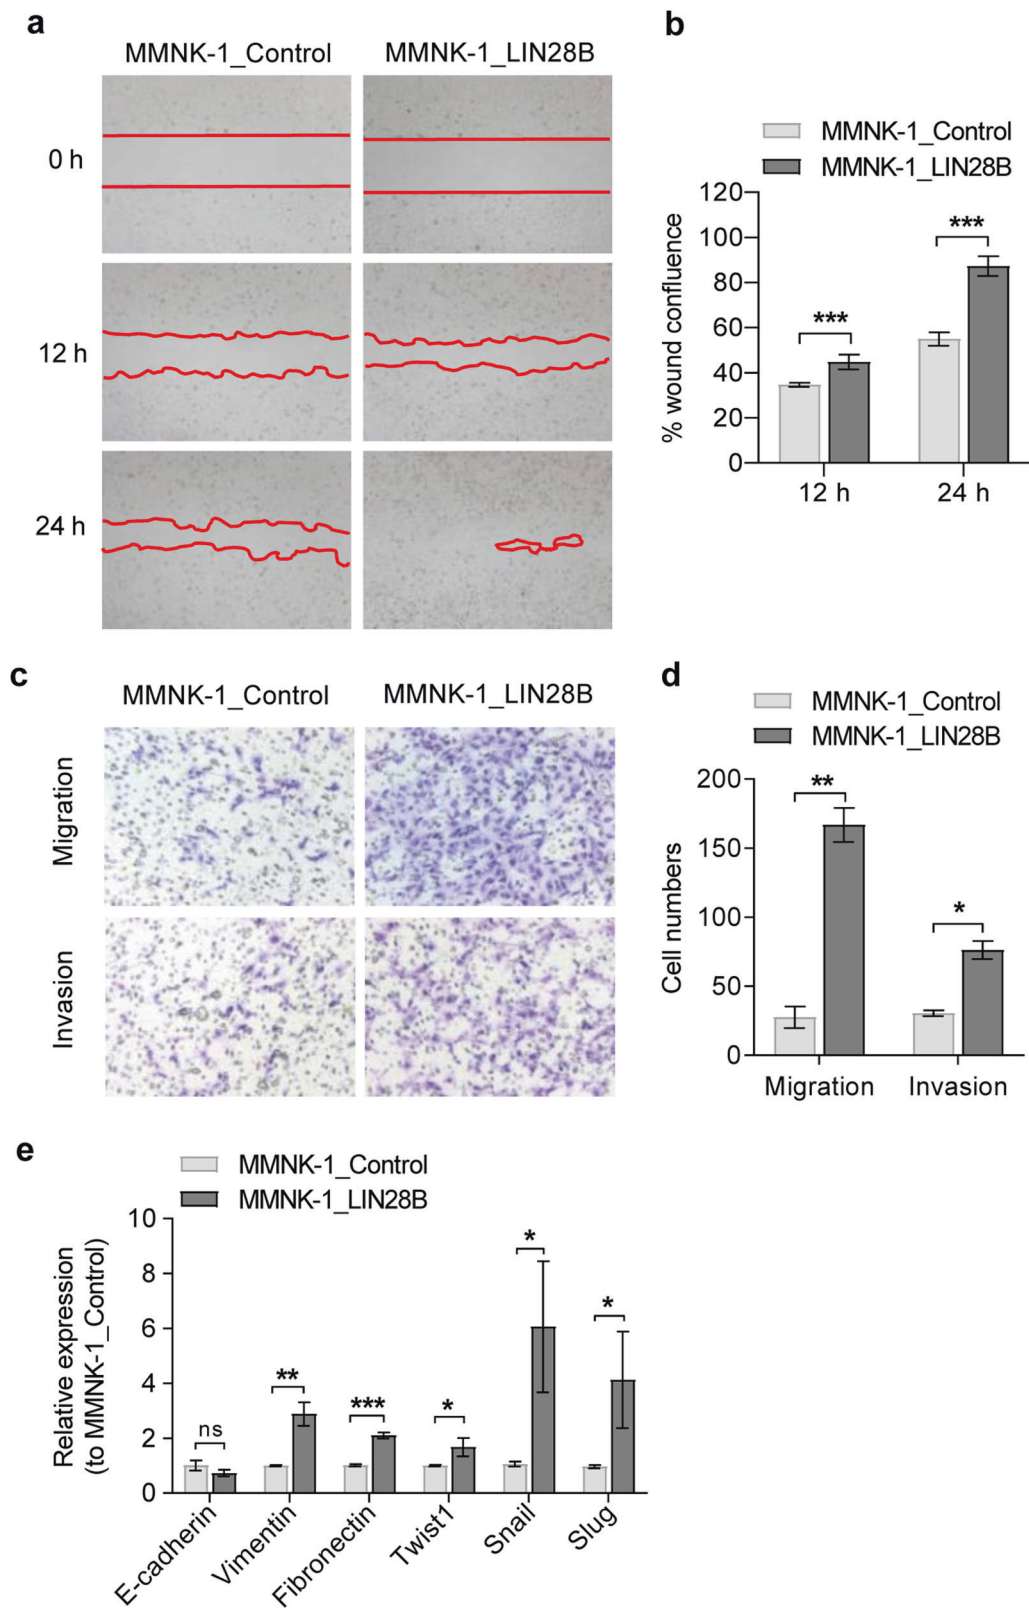 a
MMNK-1_Control
MMNK-1_LIN28B
0 h
12 h
24 h
b
MMNK-1_Control
MMNK-1_LIN28B
% wound confluence
120
100
80
60
40
20
0
***
***
12 h
24 h
c
MMNK-1_Control
MMNK-1_LIN28B
Migration
Invasion
d
MMNK-1_Control
MMNK-1_LIN28B
Cell numbers
200
150
100
50
0
**
*
Migration
Invasion
e
MMNK-1_Control
MMNK-1_LIN28B
Relative expression
(to MMNK-1_Control)
10
8
6
4
2
0
ns
**
***
*
*
*
E-cadherin
Vimentin
Fibronectin
Twist1
Snail
Slug